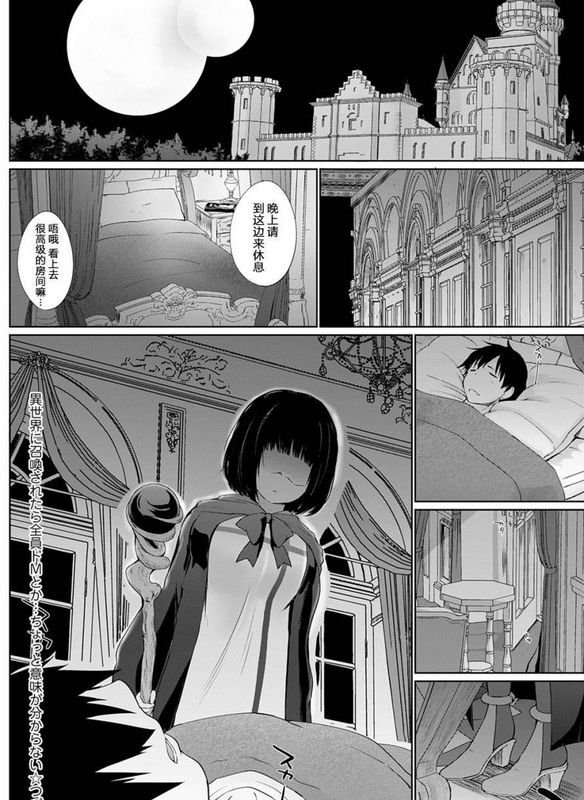 晚上请
到这边来休息
唔哦 看上去
很高级的
房间嘛…
異世界に召喚されたら全員ドMとか…ちょっと意味が分からない☆つ